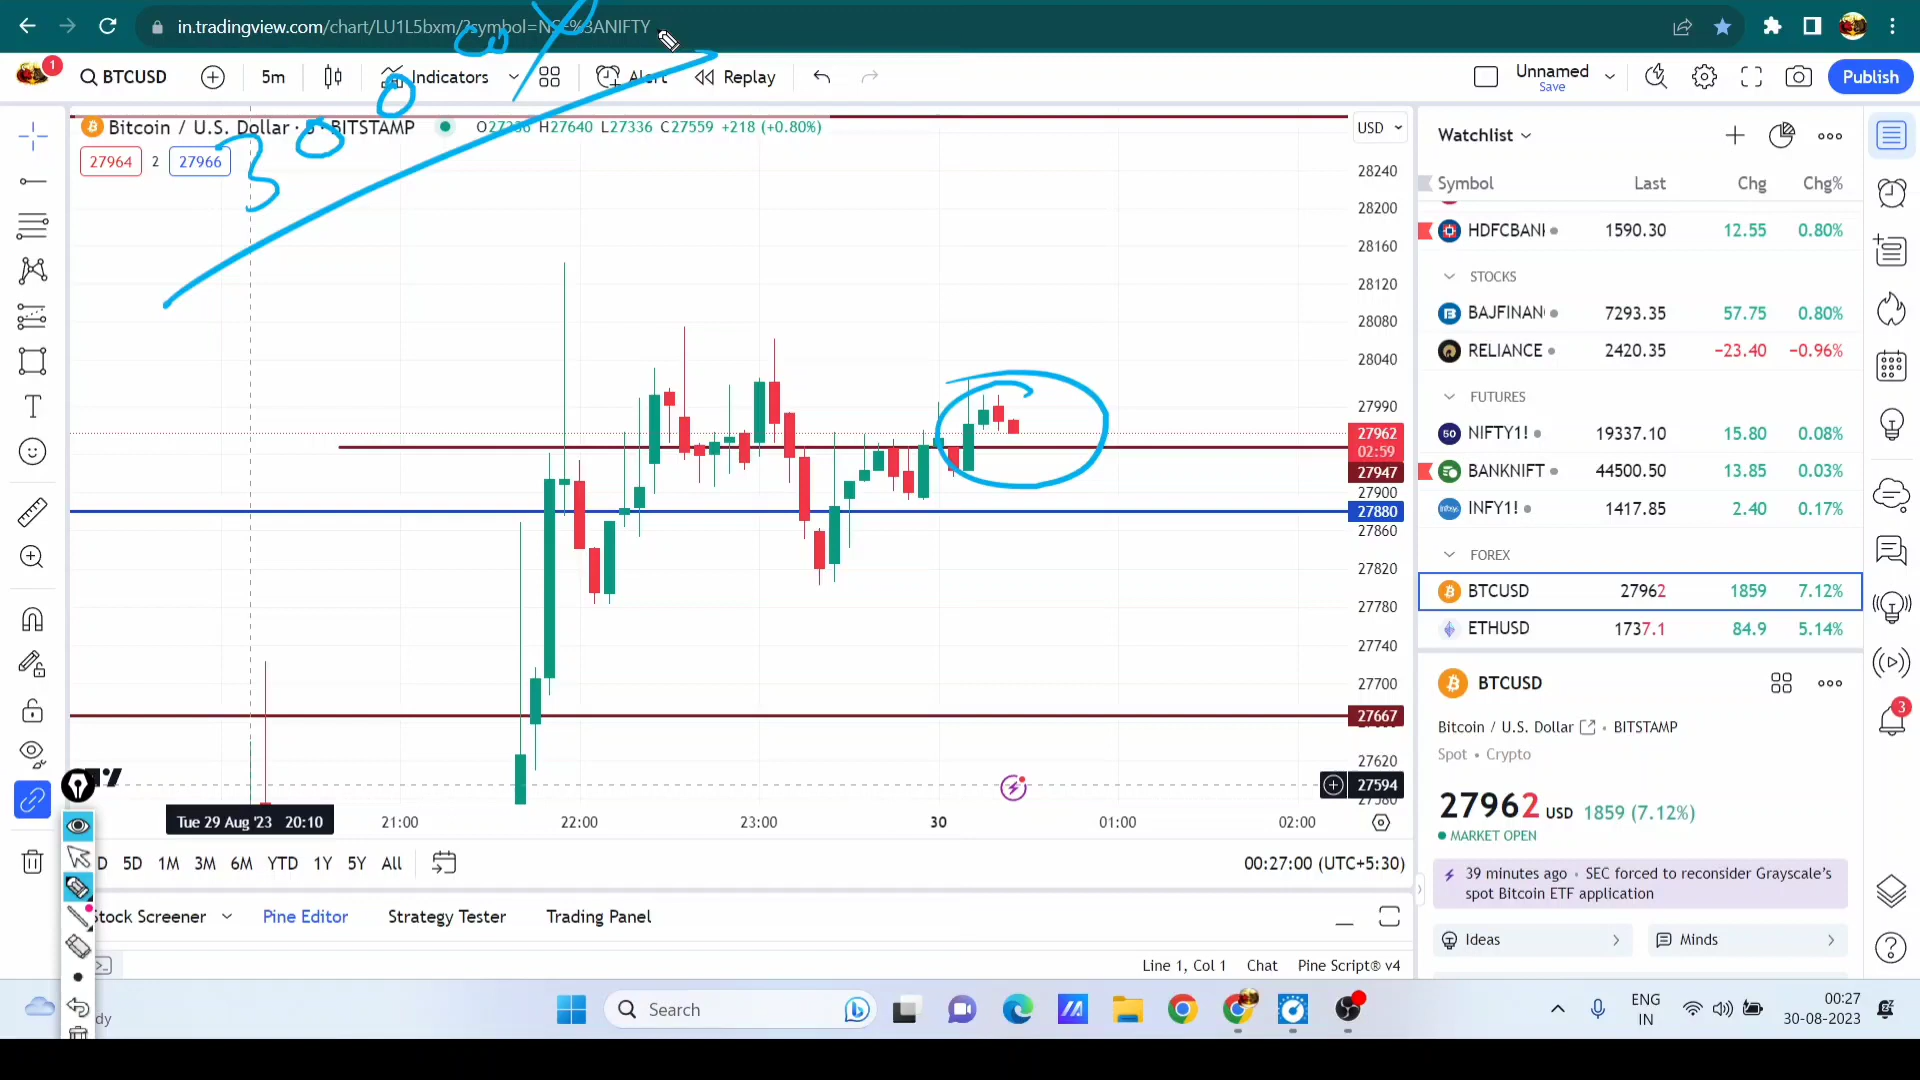 in.tradingview.com/chart/LU1L5bxm/?symbol=NSE%3ANIFTY
1 BTCUSD 5m Indicators Alert Replay Unnamed Save Publish
Bitcoin / U.S. Dollar · 5 · BITSTAMP H27640 L27336 C27559 +218 (+0.80%) USD
27964 2 27966
300
28240
28200
28160
28120
28080
28040
27990
27962
02:59
27947
27900
27880
27860
27820
27780
27740
27700
27667
27620
27594
27580
Tue 29 Aug '23 20:10 21:00 22:00 23:00 30 01:00 02:00
D 5D 1M 3M 6M YTD 1Y 5Y All 00:27:00 (UTC+5:30)
Stock Screener Pine Editor Strategy Tester Trading Panel
Line 1, Col 1 Chat Pine Script® v4
Watchlist
Symbol Last Chg Chg%
HDFCBANI 1590.30 12.55 0.80%
STOCKS
BAJFINAN 7293.35 57.75 0.80%
RELIANCE 2420.35 −23.40 −0.96%
FUTURES
50 NIFTY1! 19337.10 15.80 0.08%
BANKNIFT 44500.50 13.85 0.03%
INFY1! 1417.85 2.40 0.17%
FOREX
BTCUSD 27962 1859 7.12%
ETHUSD 1737.1 84.9 5.14%
BTCUSD
Bitcoin / U.S. Dollar • BITSTAMP
Spot • Crypto
27962 USD 1859 (7.12%)
MARKET OPEN
39 minutes ago • SEC forced to reconsider Grayscale's
spot Bitcoin ETF application
Ideas Minds
3
Search
ENG
IN
00:27
30-08-2023